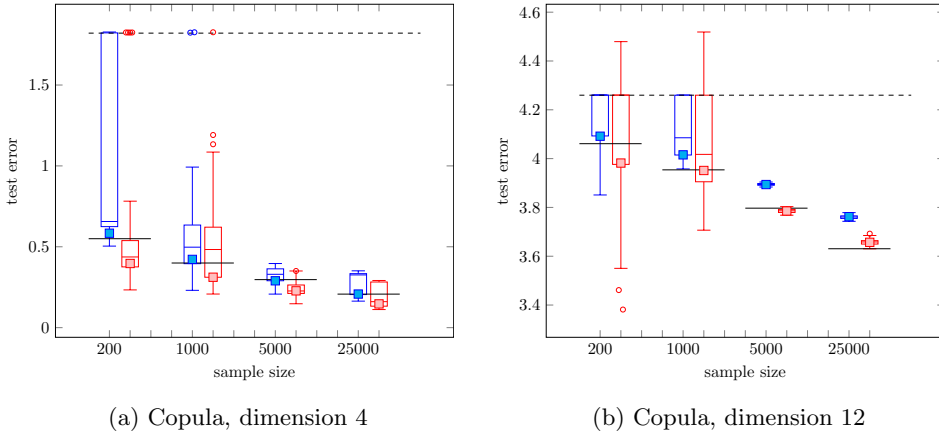 4.6
4.4
4.2
4
3.8
3.6
3.4
1.5
1
0.5
0
test error
test error
200 1000 5000 25000
200 1000 5000 25000
sample size
sample size
(a) Copula, dimension 4
(b) Copula, dimension 12